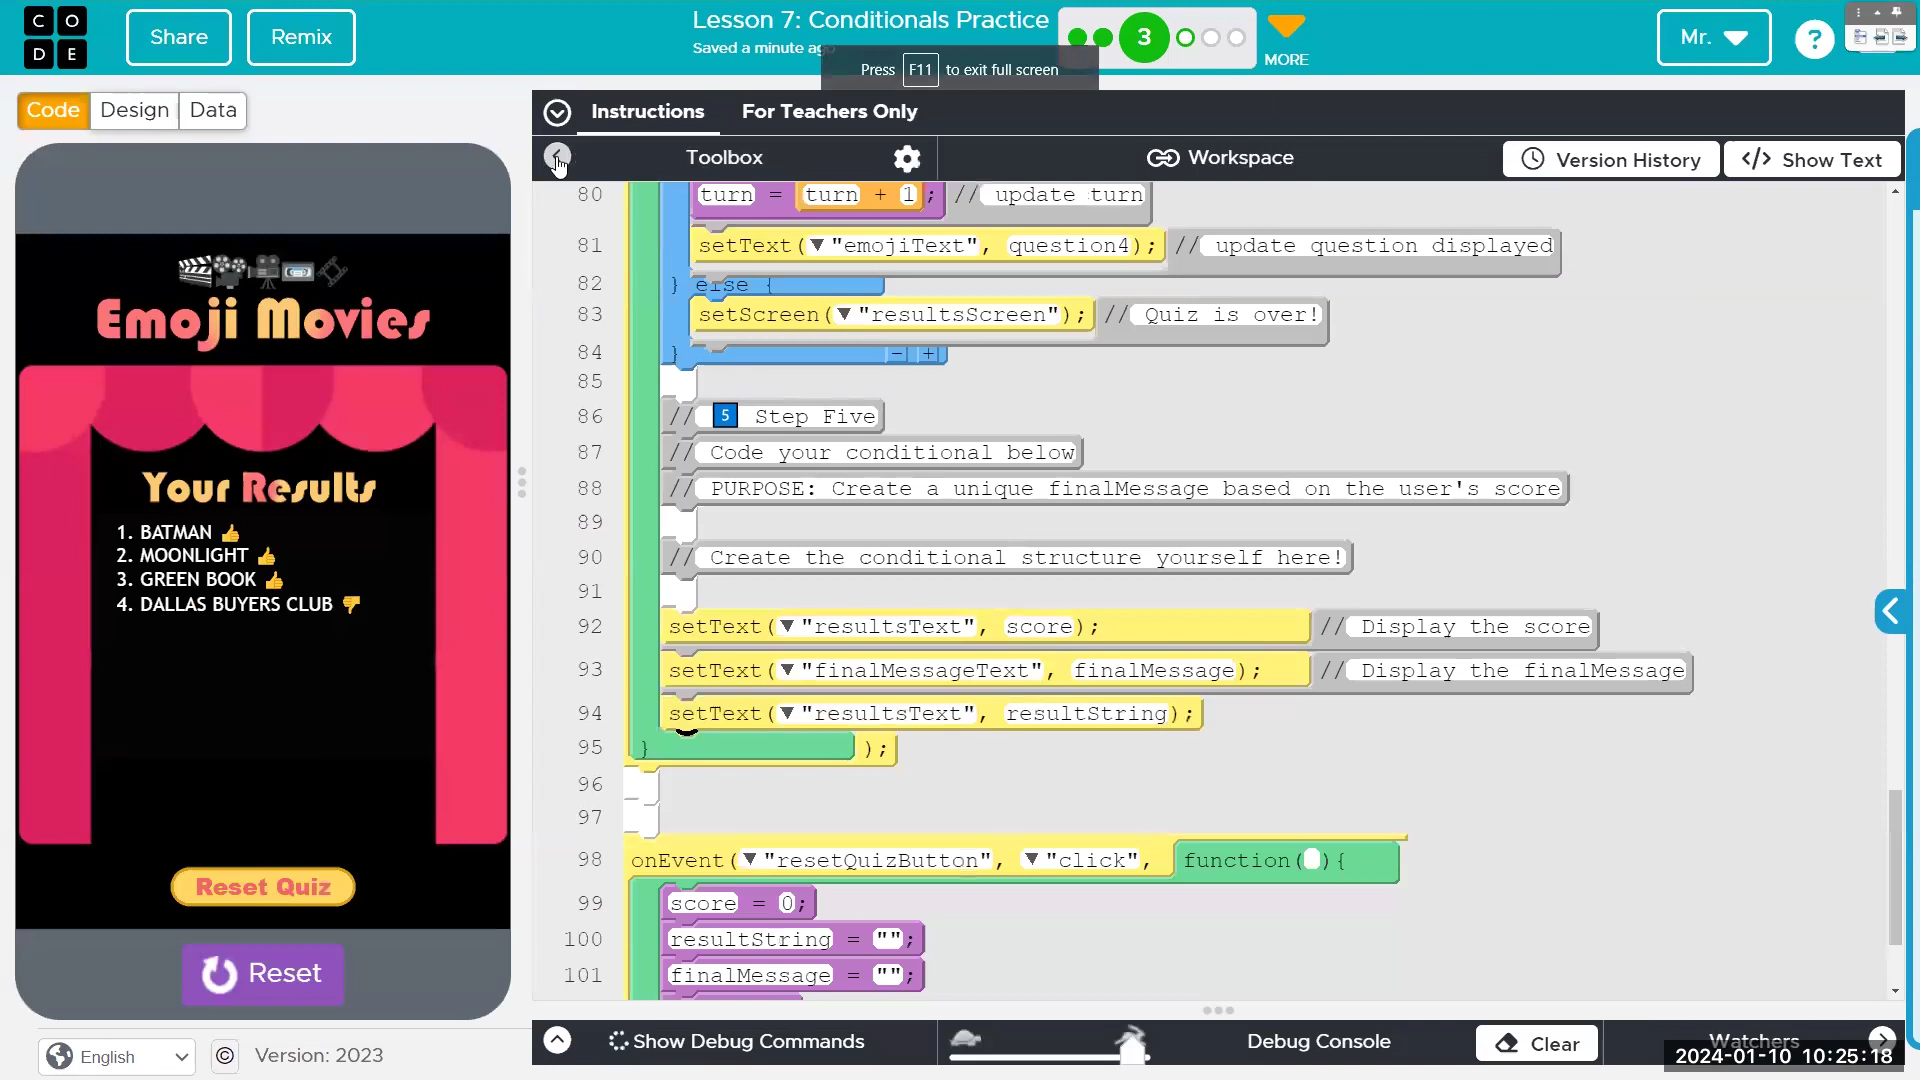 CODE
Share
Remix
Lesson 7: Conditionals Practice
Saved a minute ago
3
MORE
Mr.
?
Press F11 to exit full screen
Code
Design
Data
Instructions
For Teachers Only
Toolbox
Workspace
Version History
Show Text
Emoji Movies
Your Results
1. BATMAN 👍
2. MOONLIGHT 👍
3. GREEN BOOK 👍
4. DALLAS BUYERS CLUB 👎
Reset Quiz
Reset
80 turn = turn + 1; // update turn
81 setText(▼"emojiText", question4); // update question displayed
82 } else {
83 setScreen(▼"resultsScreen"); // Quiz is over!
84 } - +
85
86 // 5 Step Five
87 // Code your conditional below
88 // PURPOSE: Create a unique finalMessage based on the user's score
89
90 // Create the conditional structure yourself here!
91
92 setText(▼"resultsText", score); // Display the score
93 setText(▼"finalMessageText", finalMessage); // Display the finalMessage
94 setText(▼"resultsText", resultString);
95 } );
96
97
98 onEvent(▼"resetQuizButton", ▼"click", function( ){
99 score = 0;
100 resultString = "";
101 finalMessage = "";
English
© Version: 2023
Show Debug Commands
Debug Console
Clear
Watchers
2024-01-10 10:25:18